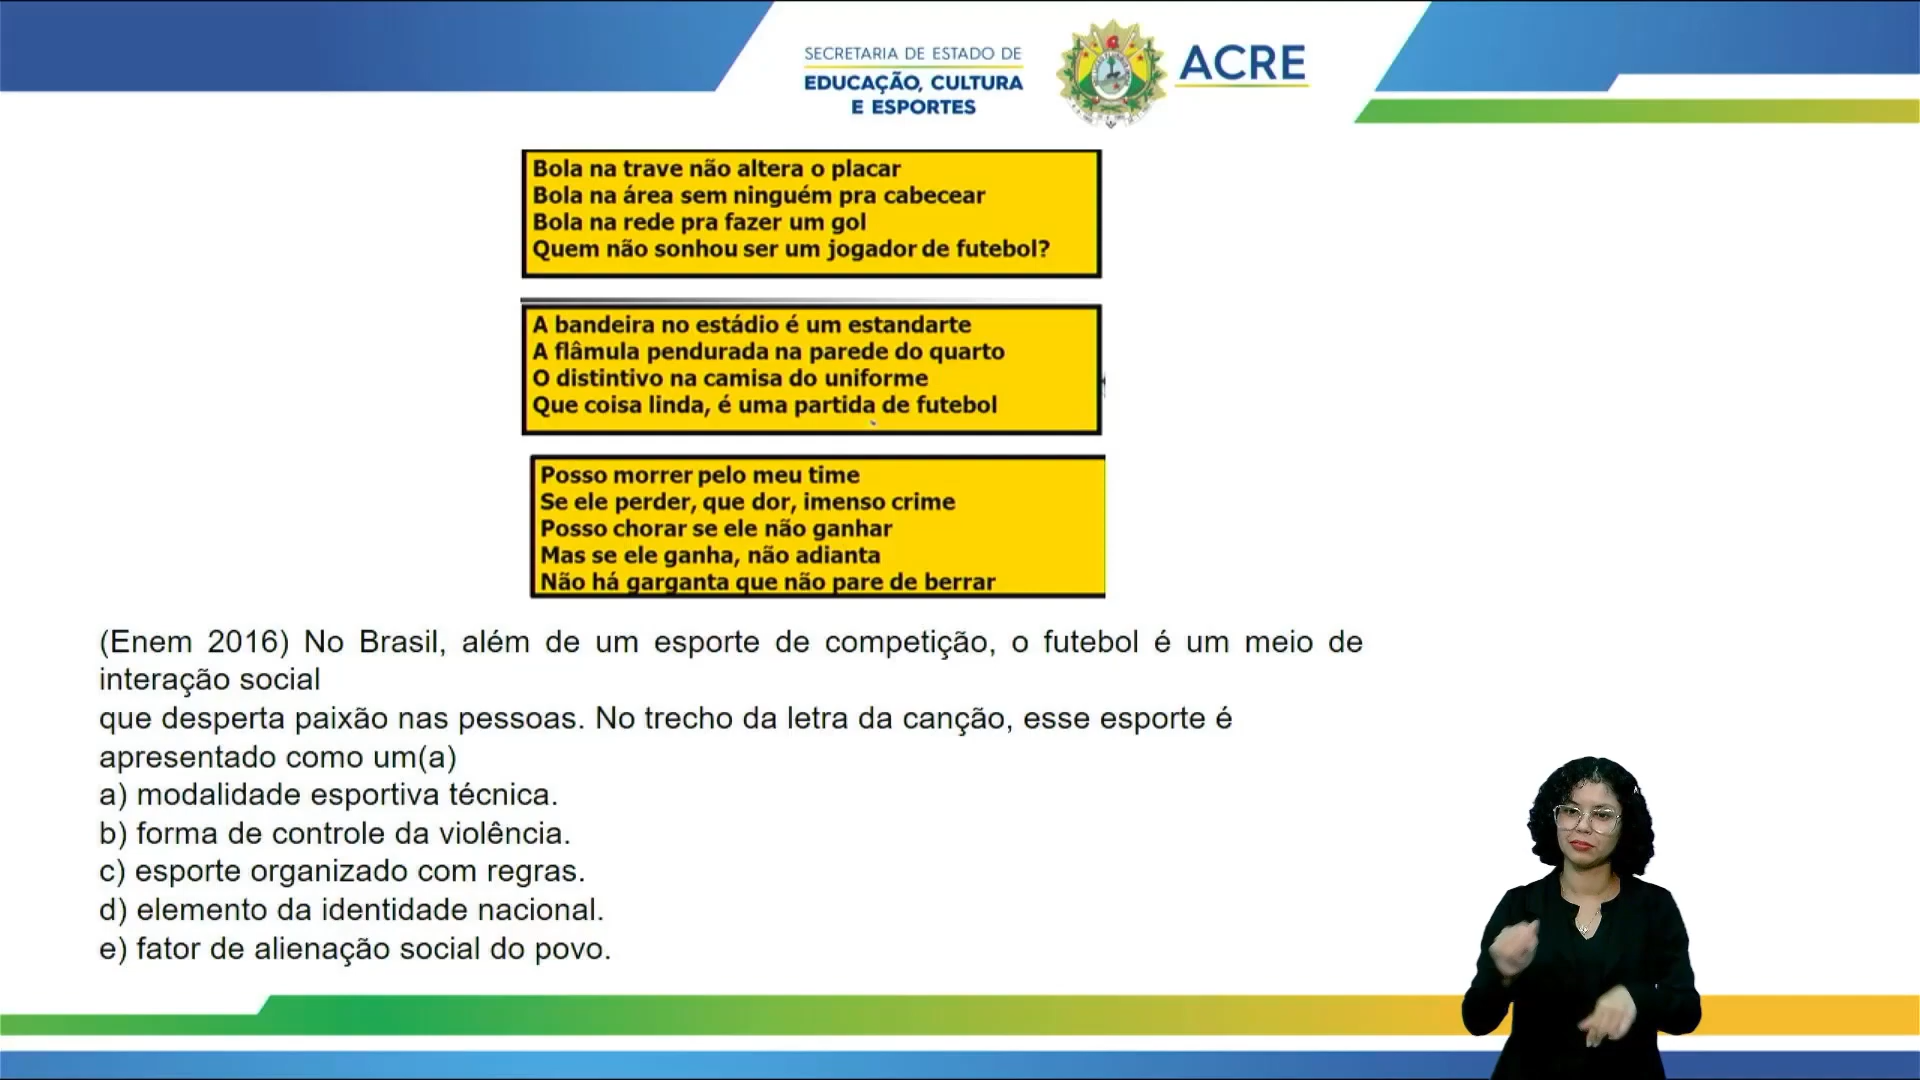 SECRETARIA DE ESTADO DE
EDUCAÇÃO, CULTURA
E ESPORTES
ACRE
Bola na trave não altera o placar
Bola na área sem ninguém pra cabecear
Bola na rede pra fazer um gol
Quem não sonhou ser um jogador de futebol?
A bandeira no estádio é um estandarte
A flâmula pendurada na parede do quarto
O distintivo na camisa do uniforme
Que coisa linda, é uma partida de futebol
Posso morrer pelo meu time
Se ele perder, que dor, imenso crime
Posso chorar se ele não ganhar
Mas se ele ganha, não adianta
Não há garganta que não pare de berrar
(Enem 2016) No Brasil, além de um esporte de competição, o futebol é um meio de
interação social
que desperta paixão nas pessoas. No trecho da letra da canção, esse esporte é
apresentado como um(a)
a) modalidade esportiva técnica.
b) forma de controle da violência.
c) esporte organizado com regras.
d) elemento da identidade nacional.
e) fator de alienação social do povo.